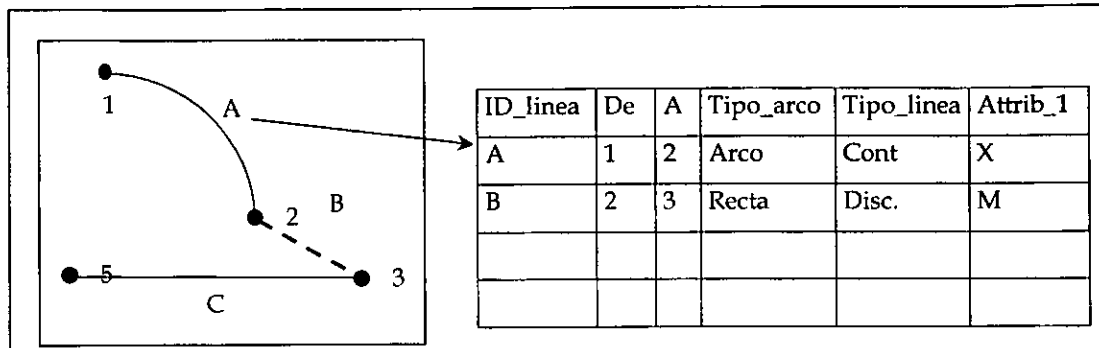 1
A
2
B
5
3
C
ID_linea De A Tipo_arco Tipo_linea Attrib_1
A 1 2 Arco Cont X
B 2 3 Recta Disc. M